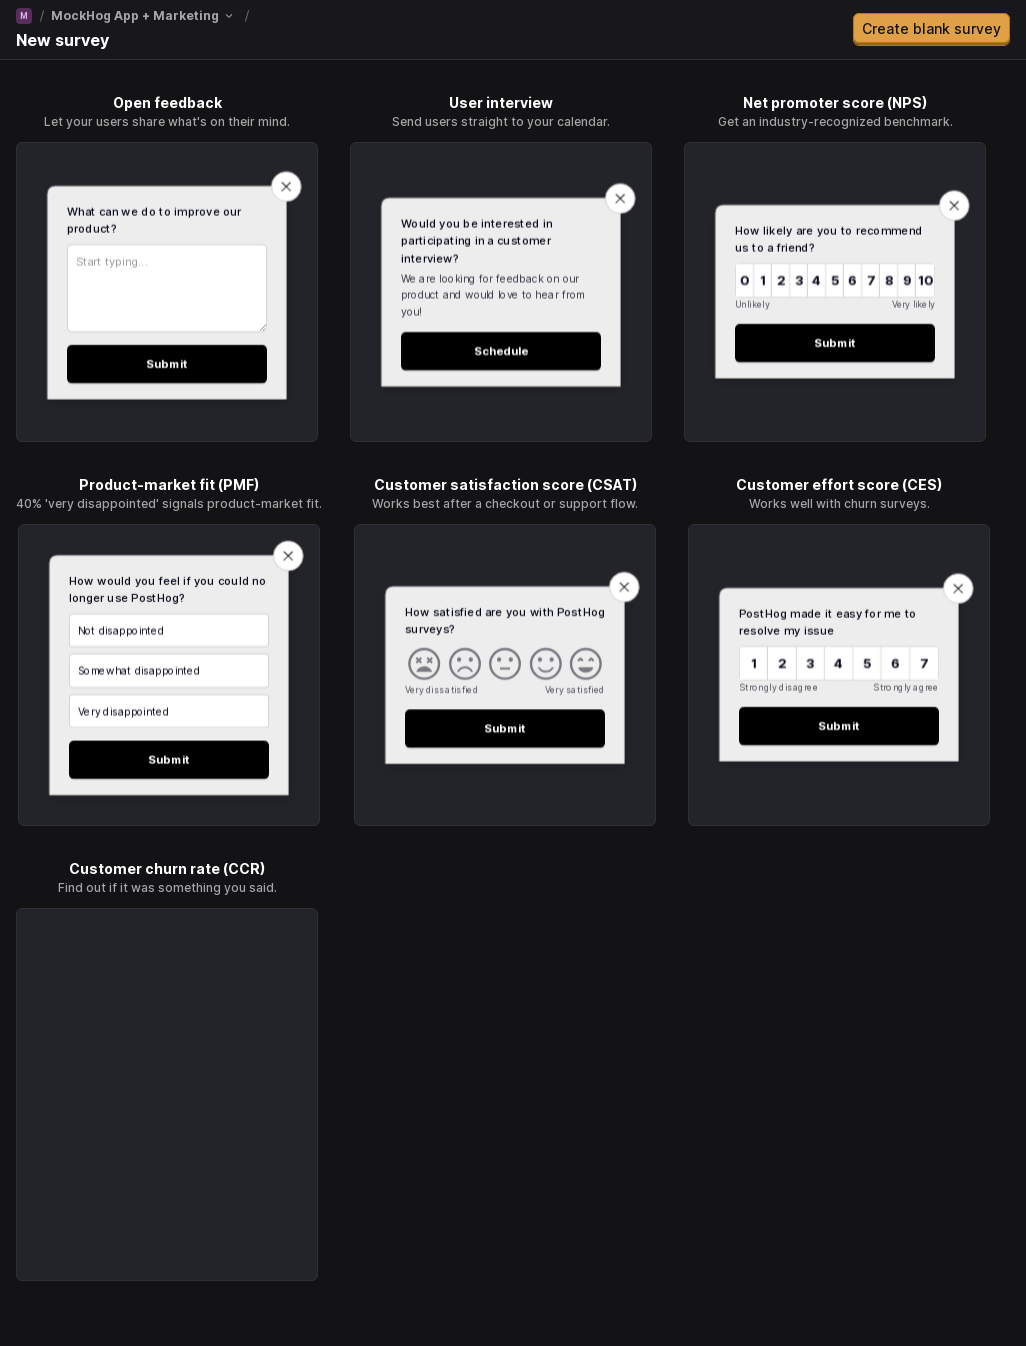 M / MockHog App + Marketing /
New survey
Create blank survey
Open feedback
Let your users share what's on their mind.
What can we do to improve our
product?
Start typing...
Submit
User interview
Send users straight to your calendar.
Would you be interested in
participating in a customer
interview?
We are looking for feedback on our
product and would love to hear from
you!
Schedule
Net promoter score (NPS)
Get an industry-recognized benchmark.
How likely are you to recommend
us to a friend?
0 1 2 3 4 5 6 7 8 9 10
Unlikely Very likely
Submit
Product-market fit (PMF)
40% 'very disappointed' signals product-market fit.
How would you feel if you could no
longer use PostHog?
Not disappointed
Somewhat disappointed
Very disappointed
Submit
Customer satisfaction score (CSAT)
Works best after a checkout or support flow.
How satisfied are you with PostHog
surveys?
Very dissatisfied Very satisfied
Submit
Customer effort score (CES)
Works well with churn surveys.
PostHog made it easy for me to
resolve my issue
1 2 3 4 5 6 7
Strongly disagree Strongly agree
Submit
Customer churn rate (CCR)
Find out if it was something you said.